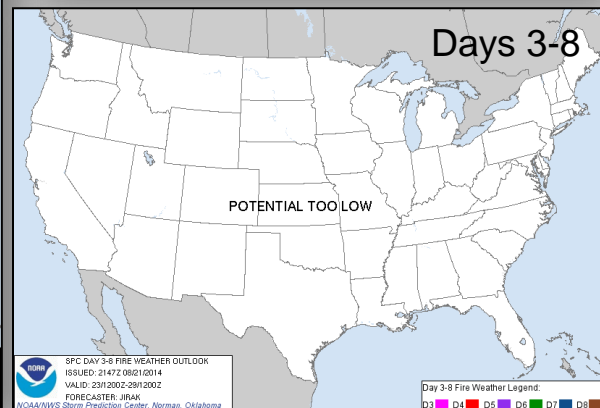 Days 3-8
POTENTIAL TOO LOW
NOAA
SPC DAY 3-8 FIRE WEATHER OUTLOOK
ISSUED: 2147Z 08/21/2014
VALID: 23/1200Z-29/1200Z
FORECASTER: JIRAK
NOAA/NWS Storm Prediction Center, Norman, Oklahoma
Day 3-8 Fire Weather Legend:
D3 D4 D5 D6 D7 D8